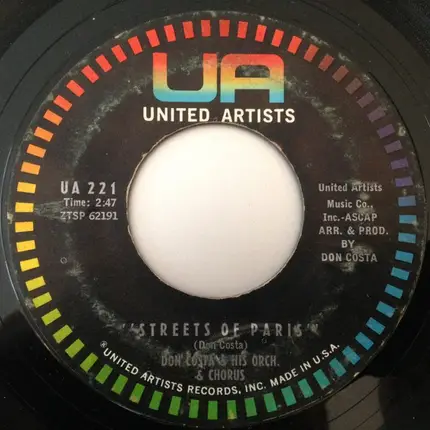 UA
UNITED ARTISTS
UA 221
Time: 2:47
ZTSP 62191
United Artists
Music Co.,
Inc.-ASCAP
ARR. & PROD.
BY
DON COSTA
"STREETS OF PARIS"
(Don Costa)
DON COSTA & HIS ORCH.
& CHORUS
®UNITED ARTISTS RECORDS, INC. MADE IN U.S.A.